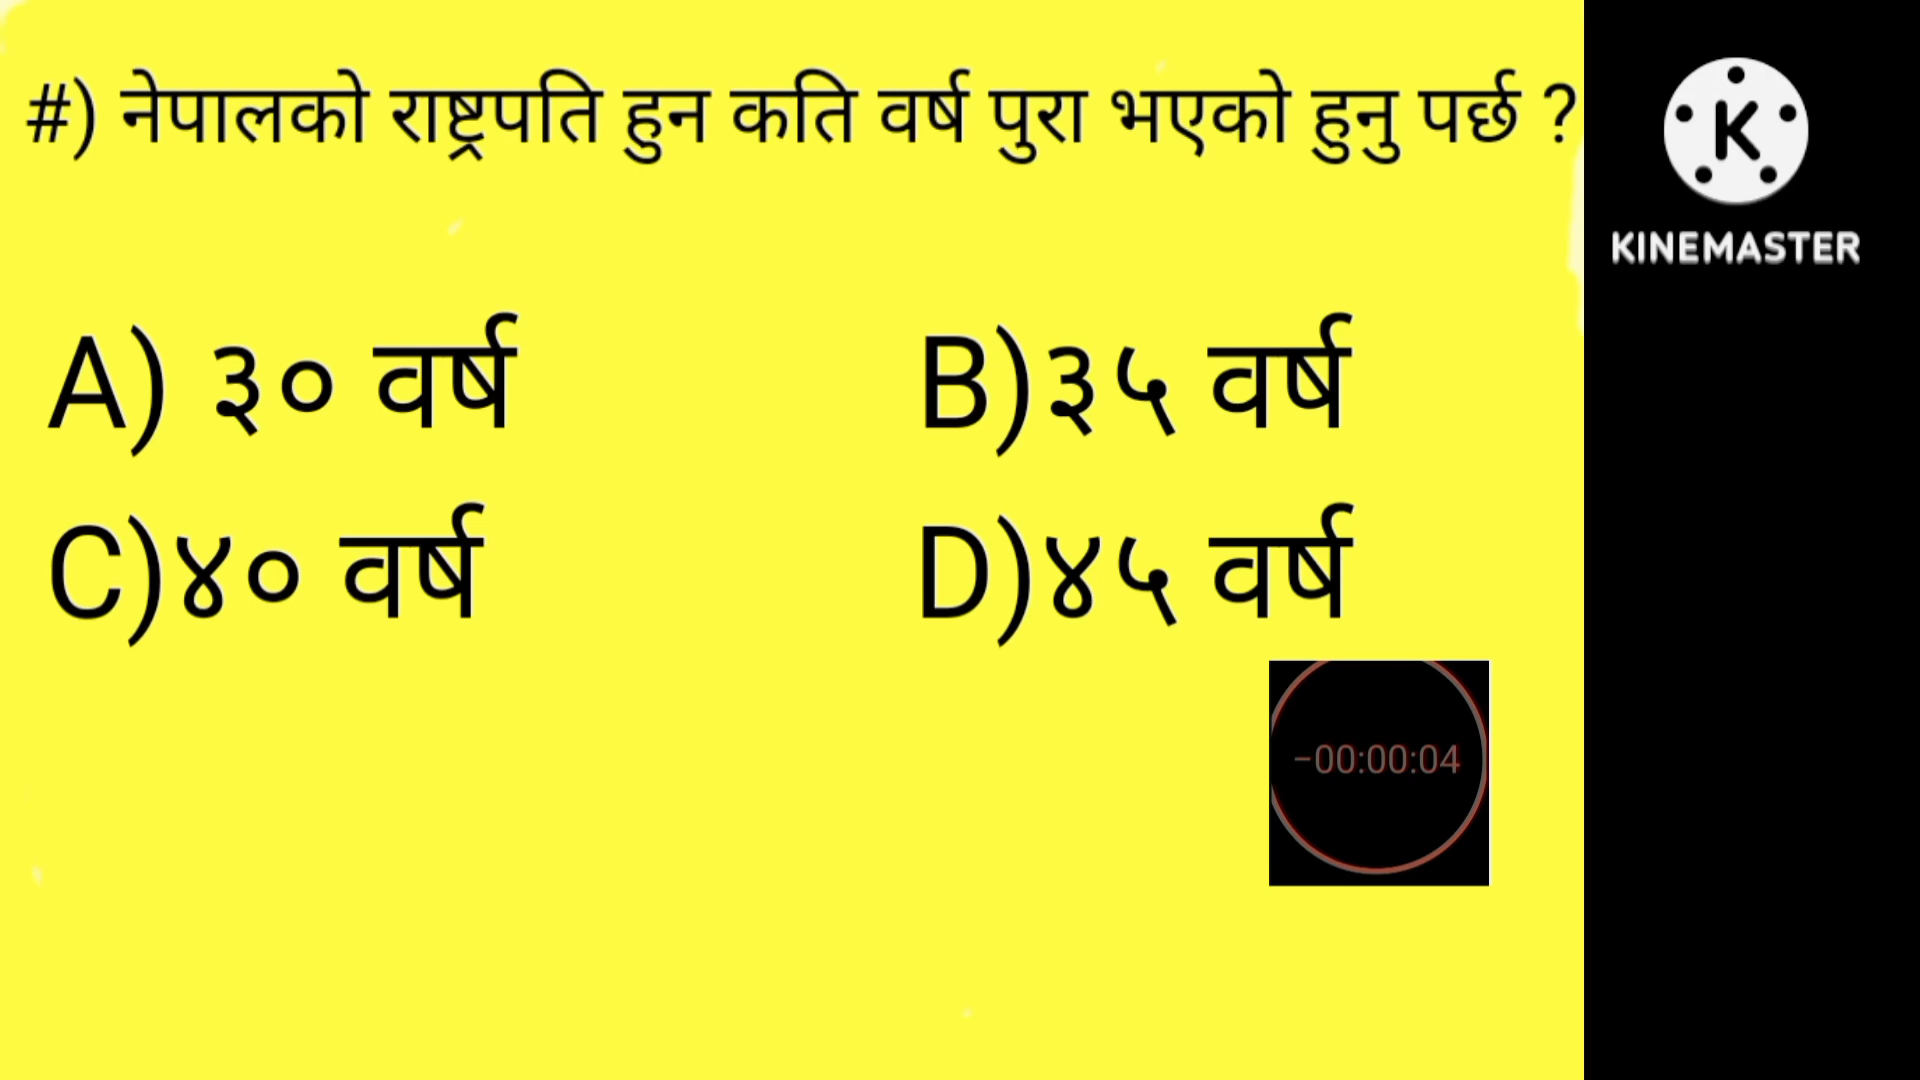 #) नेपालको राष्ट्रपति हुन कति वर्ष पुरा भएको हुनु पर्छ ?
K
KINEMASTER
A) ३० वर्ष B)३५ वर्ष
C)४० वर्ष D)४५ वर्ष
−00:00:04